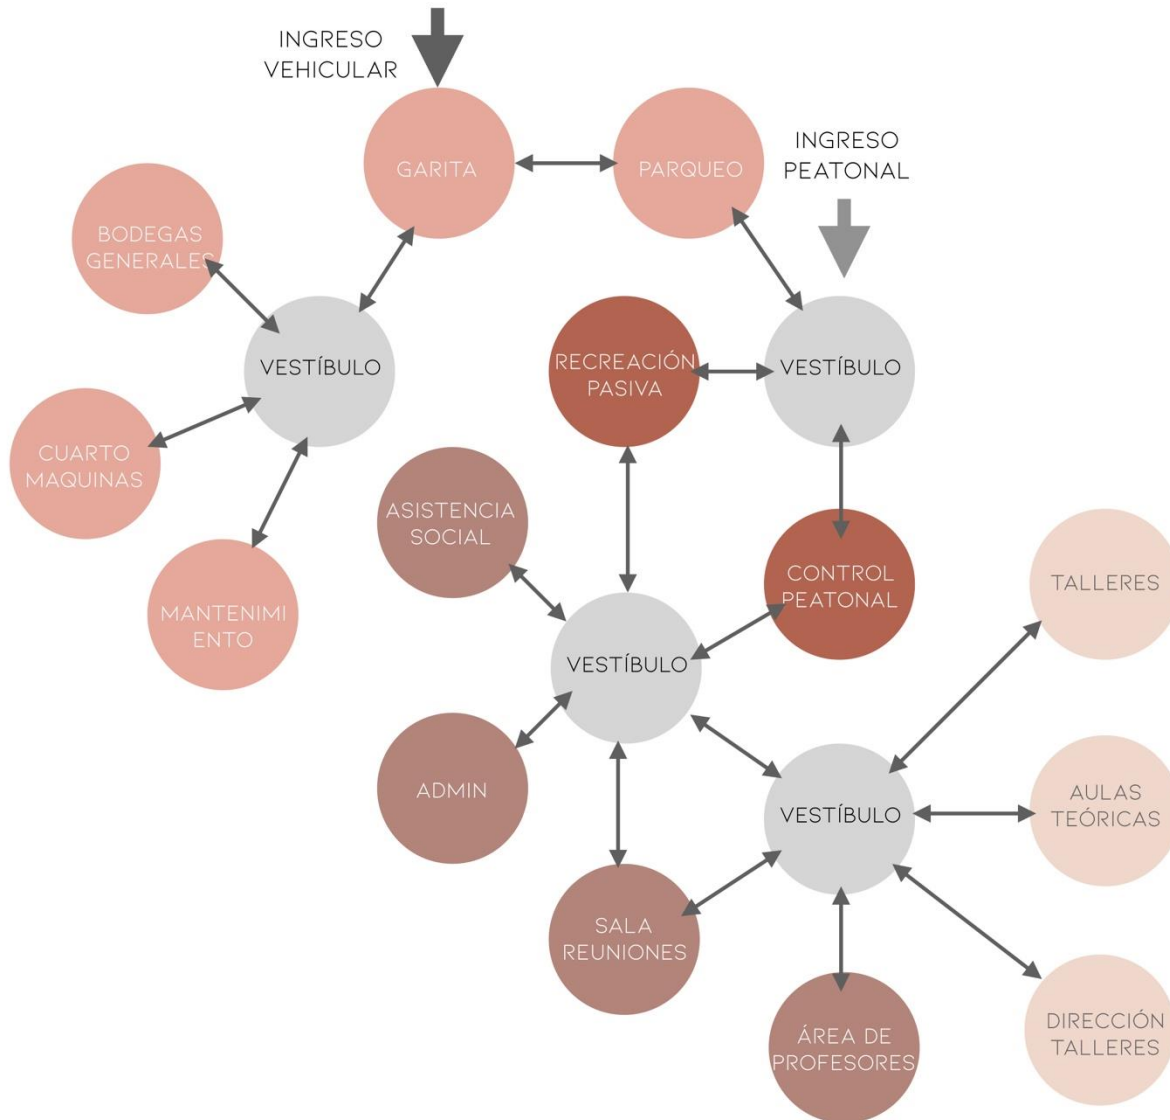 INGRESO
VEHICULAR
GARITA
PARQUEO
INGRESO
PEATONAL
BODEGAS
GENERALES
VESTÍBULO
RECREACIÓN
PASIVA
VESTÍBULO
CUARTO
MAQUINAS
ASISTENCIA
SOCIAL
CONTROL
PEATONAL
TALLERES
MANTENIMI
ENTO
VESTÍBULO
ADMIN
VESTÍBULO
AULAS
TEÓRICAS
SALA
REUNIONES
ÁREA DE
PROFESORES
DIRECCIÓN
TALLERES